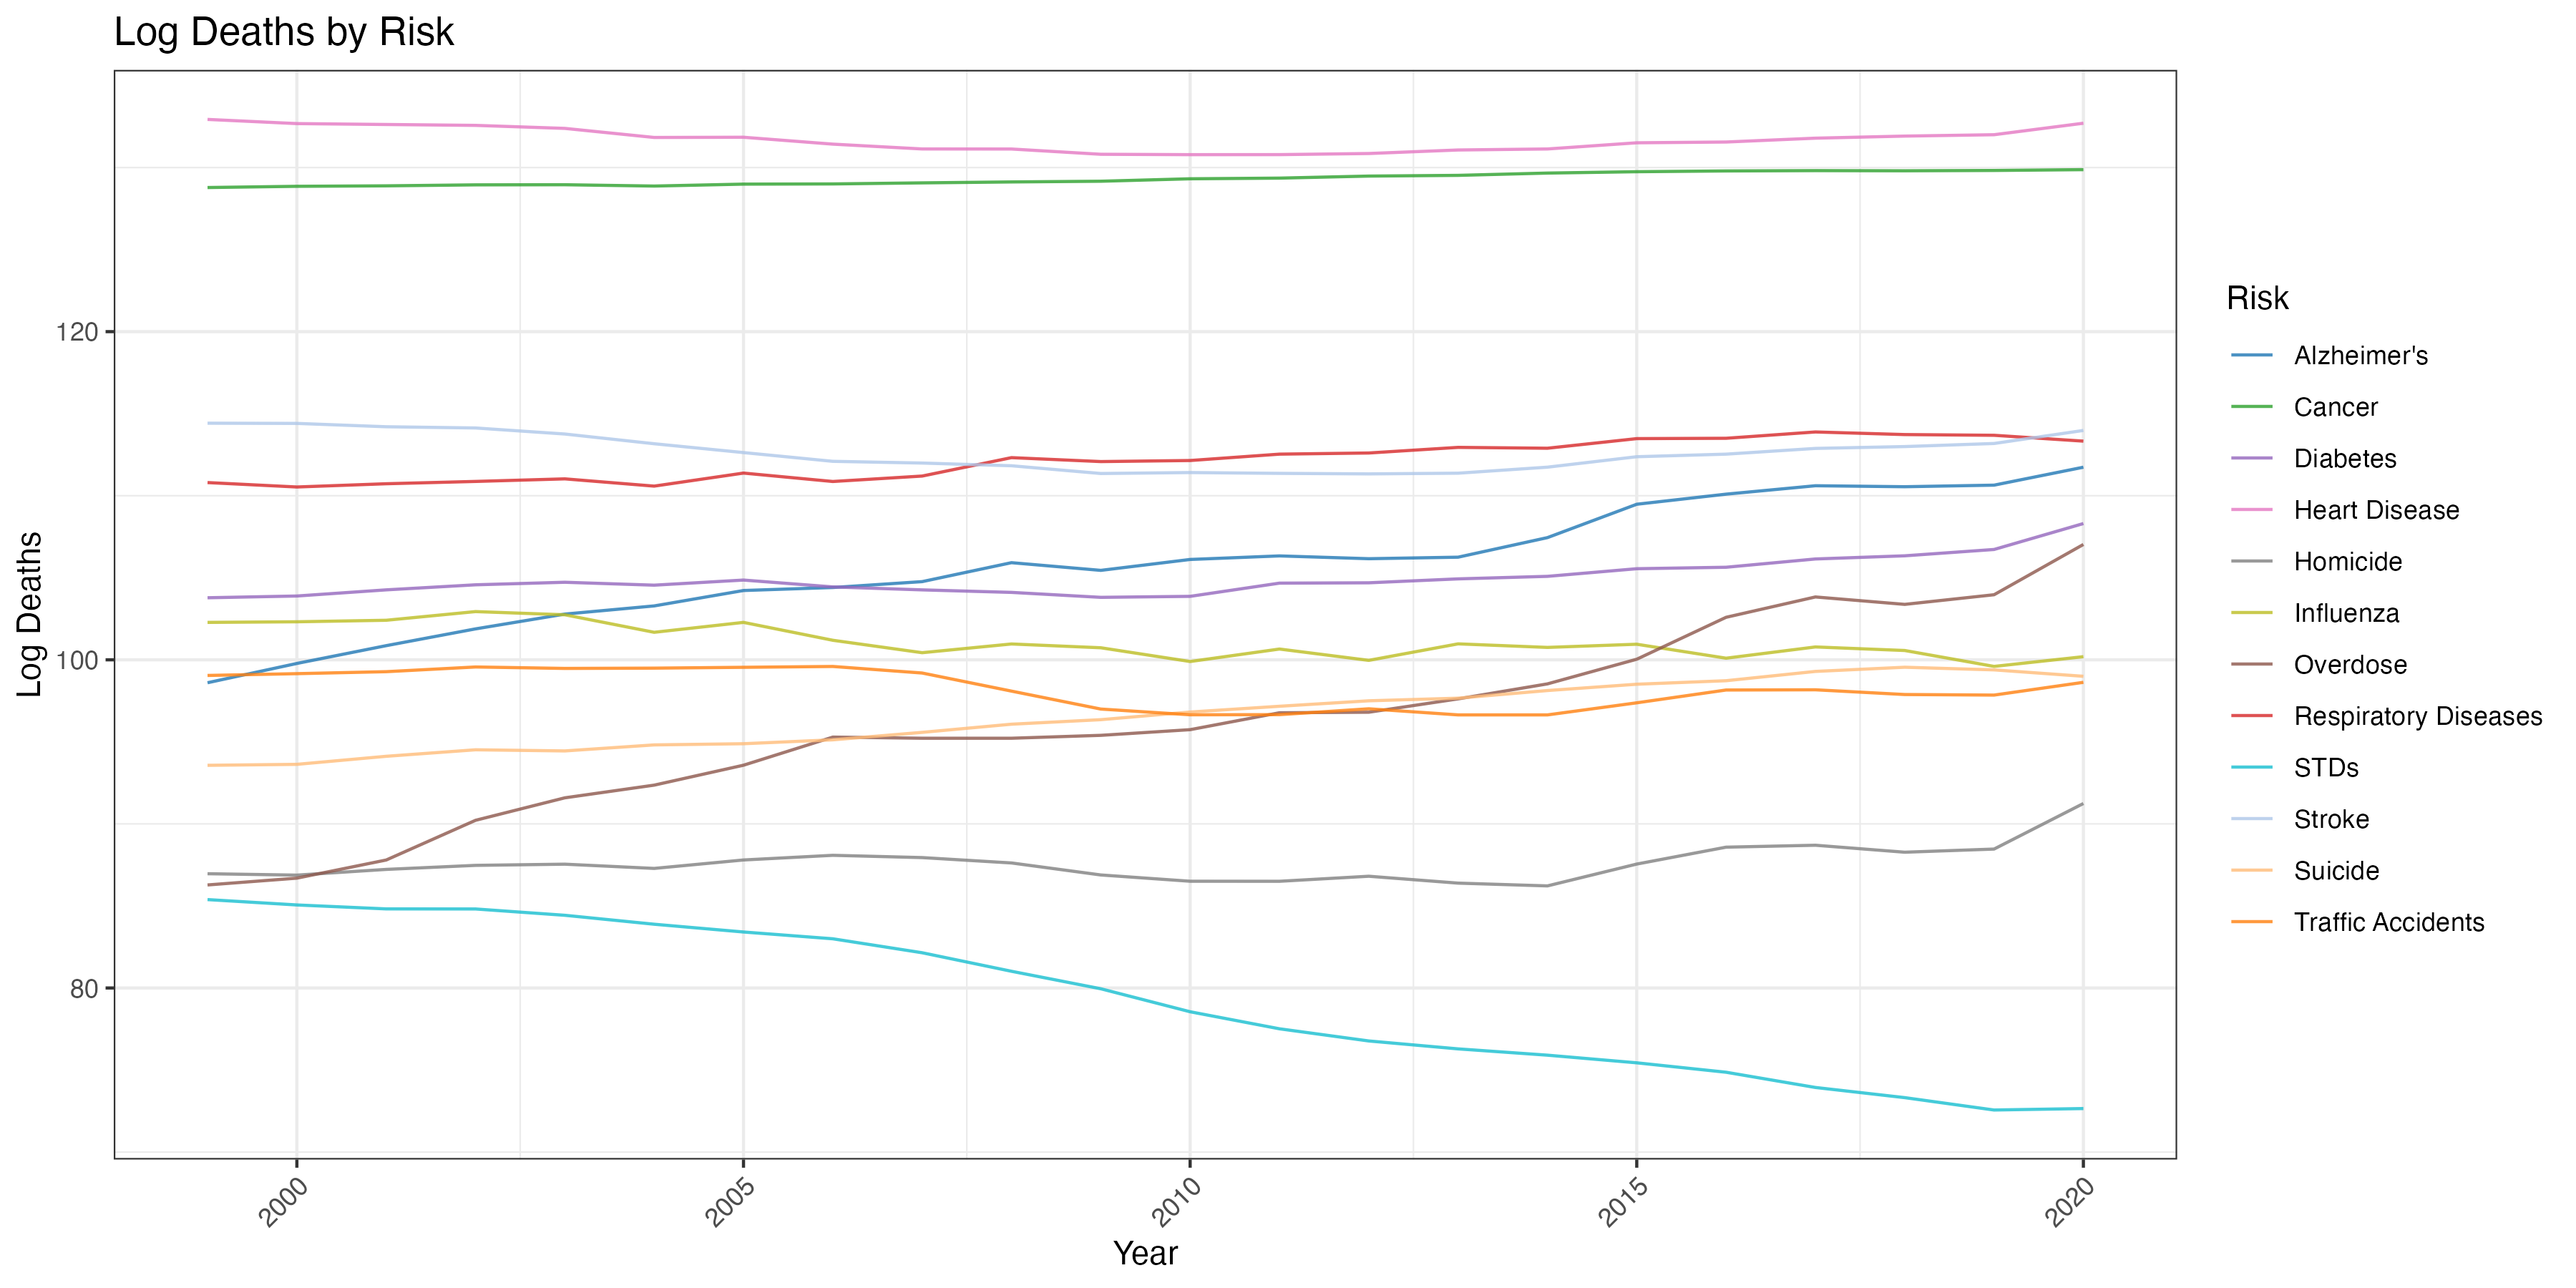 Log Deaths by Risk
Log Deaths
120
100
80
2000
2005
2010
2015
2020
Year
Risk
Alzheimer's
Cancer
Diabetes
Heart Disease
Homicide
Influenza
Overdose
Respiratory Diseases
STDs
Stroke
Suicide
Traffic Accidents